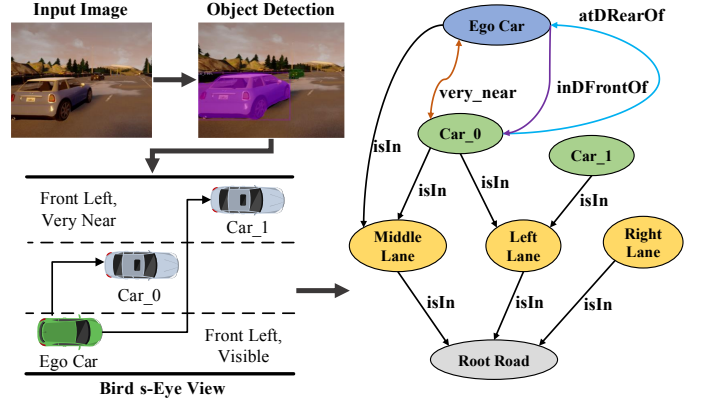 Input Image
Object Detection
Front Left,
Very Near
Car_1
Car_0
Ego Car
Front Left,
Visible
Bird s-Eye View
Ego Car
atDRearOf
very_near
inDFrontOf
Car_0
Car_1
isIn
isIn
isIn
isIn
Middle
Lane
Left
Lane
Right
Lane
isIn
isIn
isIn
Root Road